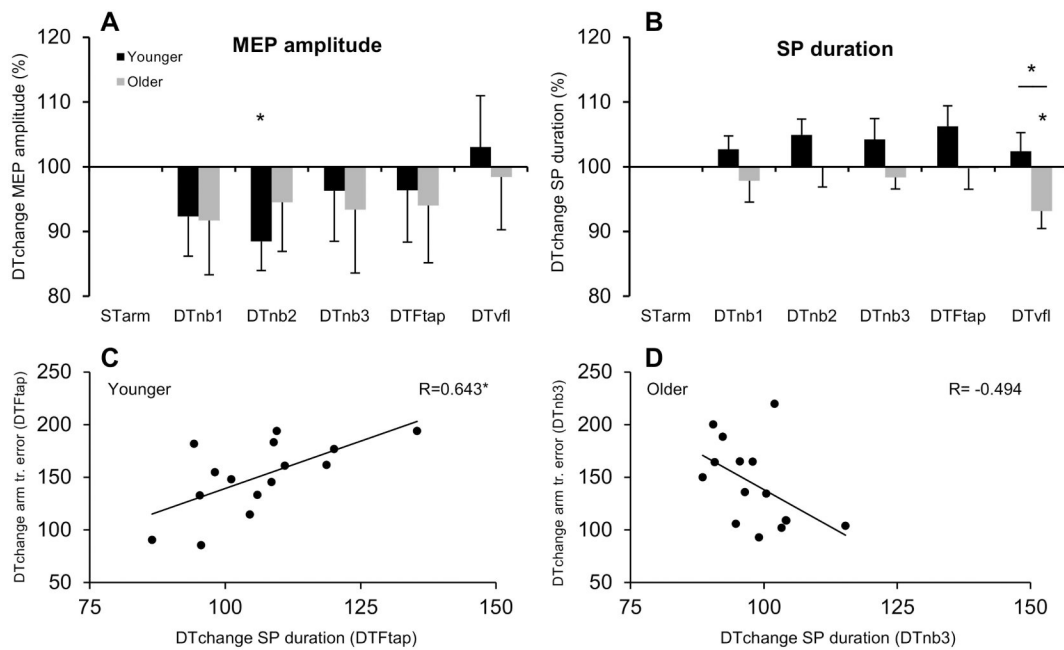 A
MEP amplitude
Younger
Older
DTchange MEP amplitude (%)
120
110
100
90
80
*
STarm DTnb1 DTnb2 DTnb3 DTFtap DTvfl
B
SP duration
DTchange SP duration (%)
120
110
100
90
80
*
*
STarm DTnb1 DTnb2 DTnb3 DTFtap DTvfl
C
Younger
R=0.643*
DTchange arm tr. error (DTFtap)
250
200
150
100
50
75 100 125 150
DTchange SP duration (DTFtap)
D
Older
R= -0.494
DTchange arm tr. error (DTnb3)
250
200
150
100
50
75 100 125 150
DTchange SP duration (DTnb3)